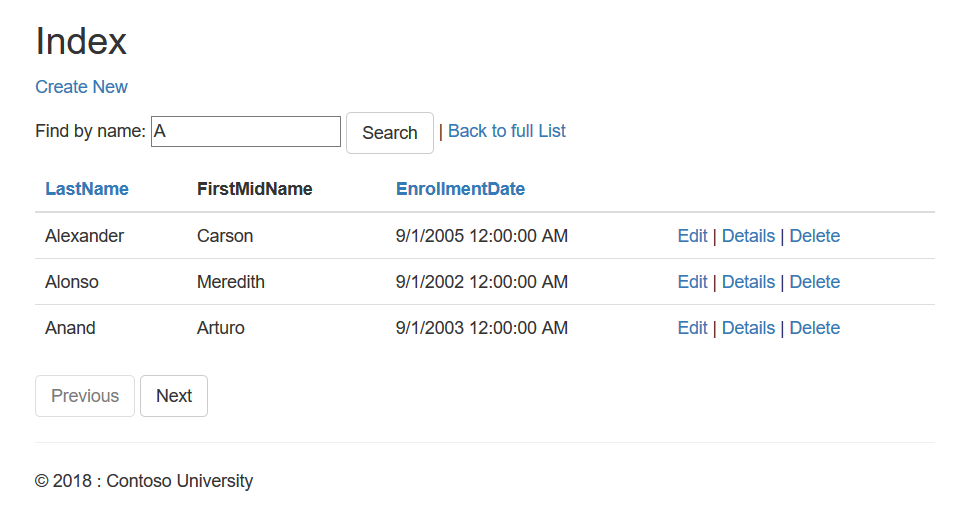 Index
Create New
Find by name: A Search | Back to full List
LastName FirstMidName EnrollmentDate
Alexander Carson 9/1/2005 12:00:00 AM Edit | Details | Delete
Alonso Meredith 9/1/2002 12:00:00 AM Edit | Details | Delete
Anand Arturo 9/1/2003 12:00:00 AM Edit | Details | Delete
Previous Next
© 2018 : Contoso University